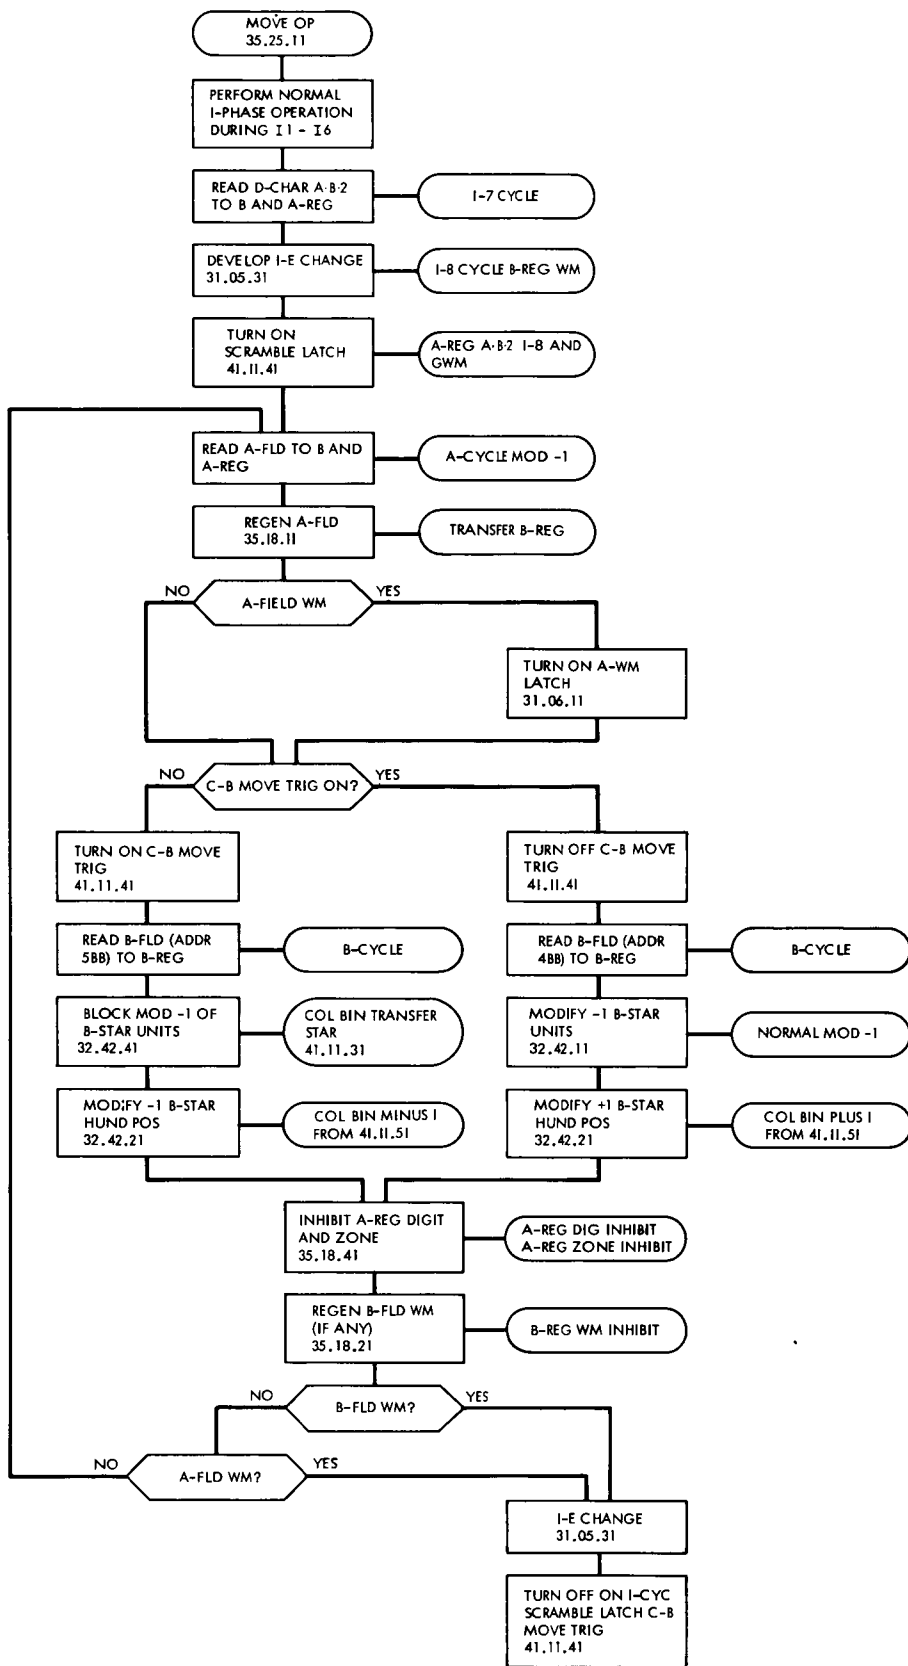 MOVE OP
35.25.11
PERFORM NORMAL
I-PHASE OPERATION
DURING I1 - I6
READ D-CHAR A·B·2
TO B AND A-REG
I-7 CYCLE
DEVELOP I-E CHANGE
31.05.31
I-8 CYCLE B-REG WM
TURN ON
SCRAMBLE LATCH
41.11.41
A-REG A·B·2 I-8 AND
GWM
READ A-FLD TO B AND
A-REG
A-CYCLE MOD -1
REGEN A-FLD
35.18.11
TRANSFER B-REG
NO
A-FIELD WM
YES
TURN ON A-WM
LATCH
31.06.11
NO
C-B MOVE TRIG ON?
YES
TURN ON C-B MOVE
TRIG
41.11.41
TURN OFF C-B MOVE
TRIG
41.11.41
READ B-FLD (ADDR
5BB) TO B-REG
B-CYCLE
READ B-FLD (ADDR
4BB) TO B-REG
B-CYCLE
BLOCK MOD -1 OF
B-STAR UNITS
32.42.41
COL BIN TRANSFER
STAR
41.11.31
MODIFY -1 B-STAR
UNITS
32.42.11
NORMAL MOD -1
MODIFY -1 B-STAR
HUND POS
32.42.21
COL BIN MINUS 1
FROM 41.11.51
MODIFY +1 B-STAR
HUND POS
32.42.21
COL BIN PLUS 1
FROM 41.11.51
INHIBIT A-REG DIGIT
AND ZONE
35.18.41
A-REG DIG INHIBIT
A-REG ZONE INHIBIT
REGEN B-FLD WM
(IF ANY)
35.18.21
B-REG WM INHIBIT
NO
B-FLD WM?
YES
NO
A-FLD WM?
YES
I-E CHANGE
31.05.31
TURN OFF ON I-CYC
SCRAMBLE LATCH C-B
MOVE TRIG
41.11.41